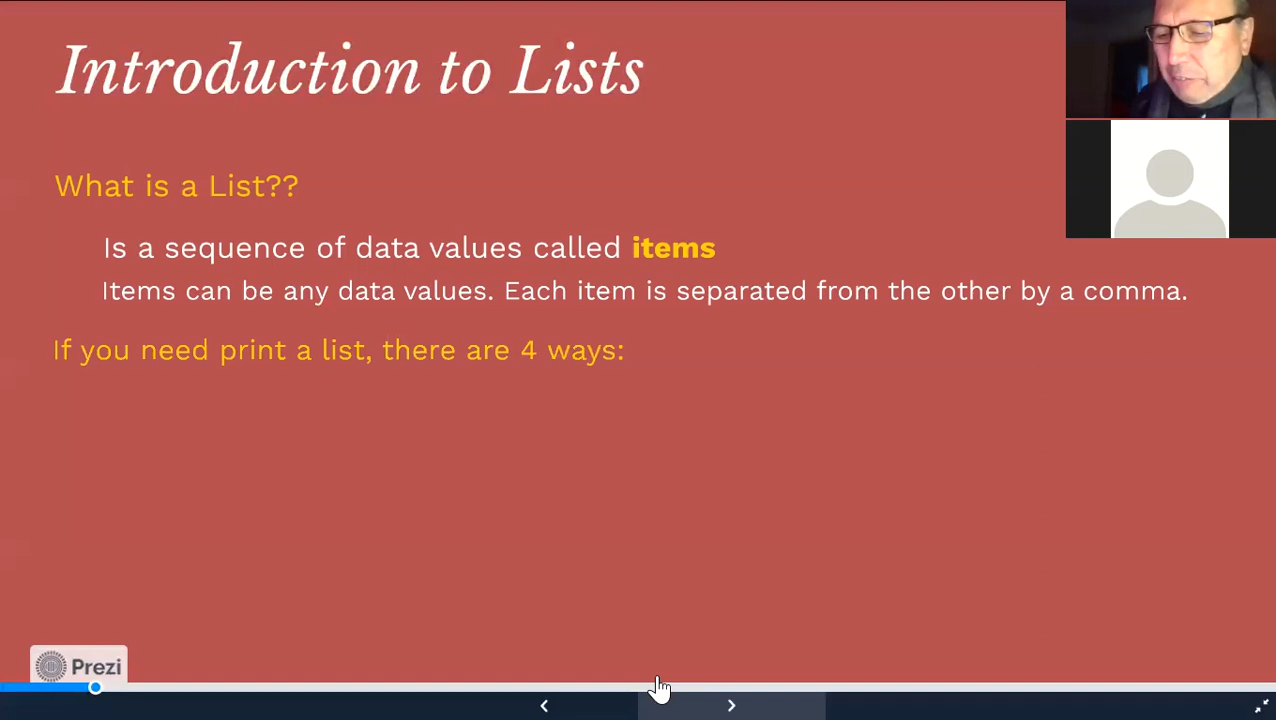 Introduction to Lists
What is a List??
Is a sequence of data values called items
Items can be any data values. Each item is separated from the other by a comma.
If you need print a list, there are 4 ways:
Prezi